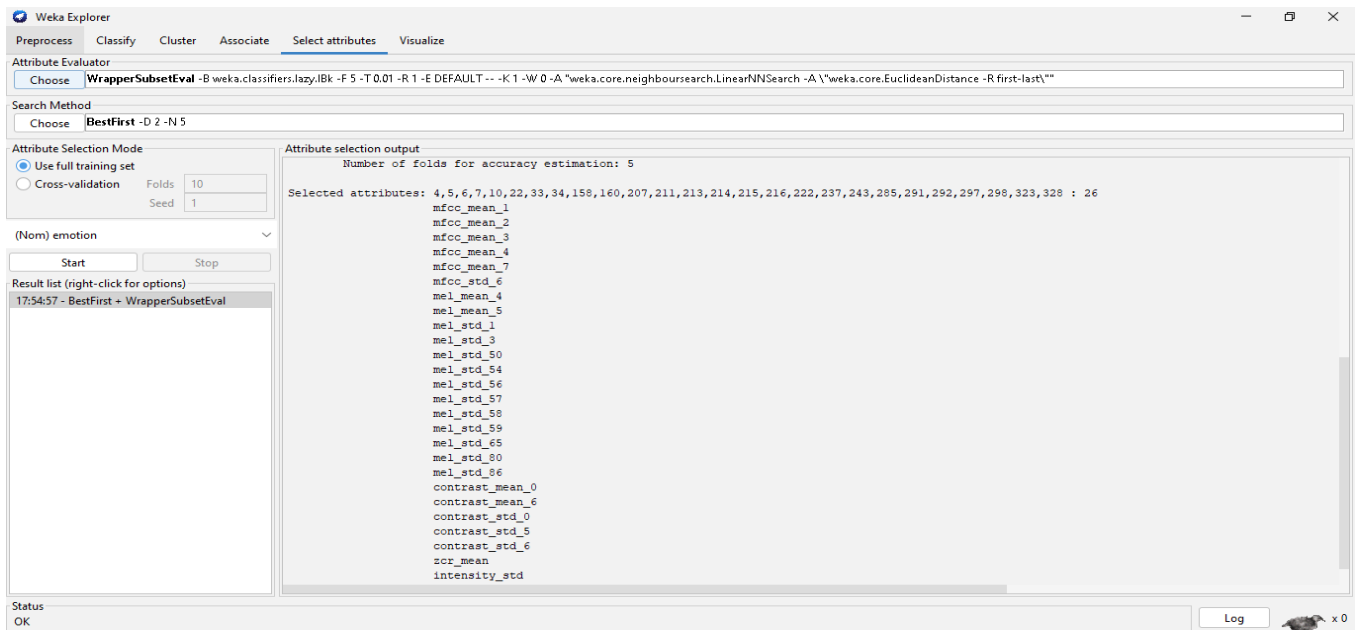 Weka Explorer
Preprocess Classify Cluster Associate Select attributes Visualize
Attribute Evaluator
Choose WrapperSubsetEval -B weka.classifiers.lazy.IBk -F 5 -T 0.01 -R 1 -E DEFAULT -- -K 1 -W 0 -A "weka.core.neighboursearch.LinearNNSearch -A \"weka.core.EuclideanDistance -R first-last\""
Search Method
Choose BestFirst -D 2 -N 5
Attribute Selection Mode
Use full training set
Cross-validation Folds 10
Seed 1
(Nom) emotion
Start Stop
Result list (right-click for options)
17:54:57 - BestFirst + WrapperSubsetEval
Attribute selection output
Number of folds for accuracy estimation: 5
Selected attributes: 4,5,6,7,10,22,33,34,158,160,207,211,213,214,215,216,222,237,243,285,291,292,297,298,323,328 : 26
mfcc_mean_1
mfcc_mean_2
mfcc_mean_3
mfcc_mean_4
mfcc_mean_7
mfcc_std_6
mel_mean_4
mel_mean_5
mel_std_1
mel_std_3
mel_std_50
mel_std_54
mel_std_56
mel_std_57
mel_std_58
mel_std_59
mel_std_65
mel_std_80
mel_std_86
contrast_mean_0
contrast_mean_6
contrast_std_0
contrast_std_5
contrast_std_6
zcr_mean
intensity_std
Status
OK
Log x 0